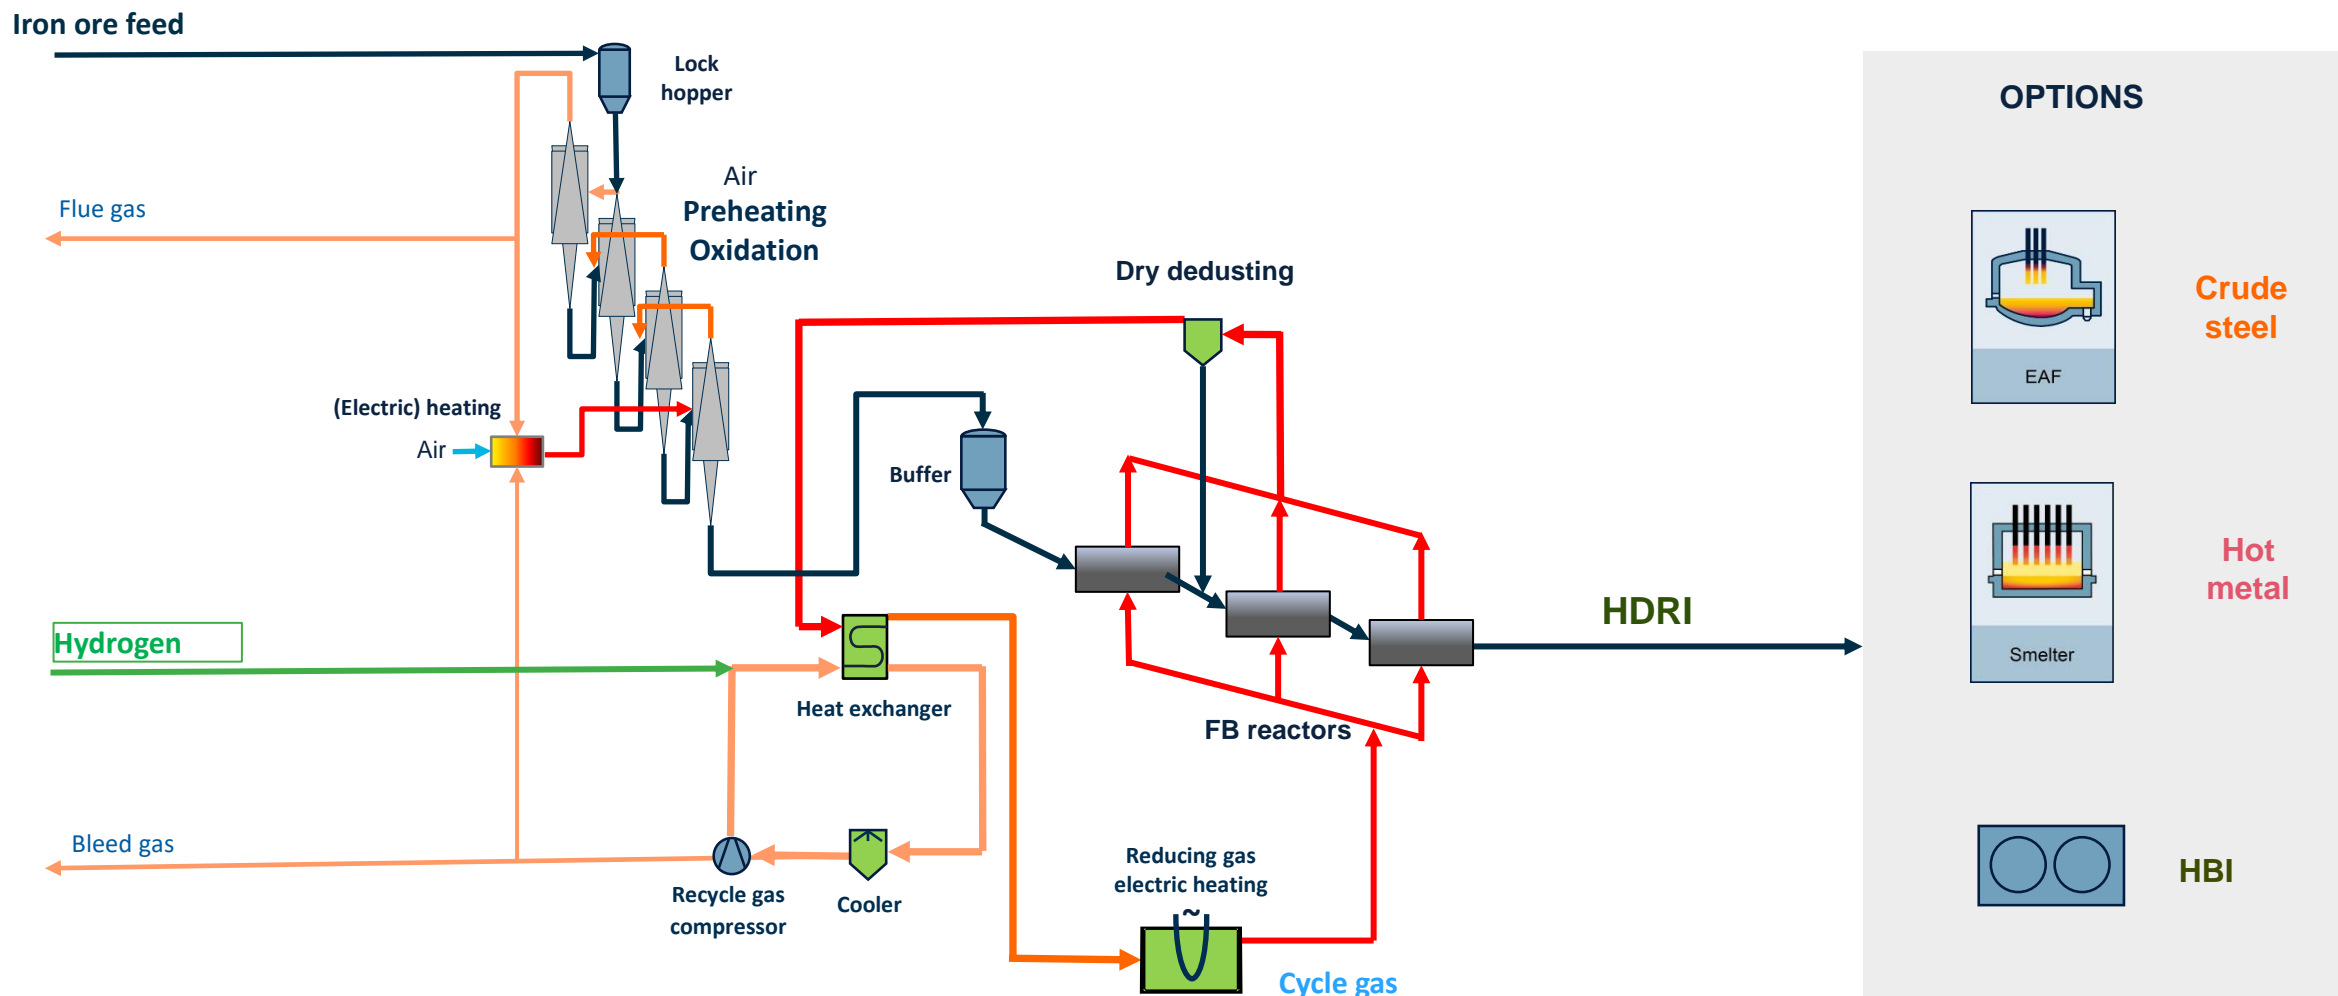 Iron ore feed
Lock
hopper
OPTIONS
Air
Preheating
Oxidation
Flue gas
Dry dedusting
Crude
steel
EAF
(Electric) heating
Air
Buffer
Hot
metal
HDRI
Hydrogen
Smelter
Heat exchanger
FB reactors
Bleed gas
Recycle gas
compressor
Cooler
Reducing gas
electric heating
~
HBI
Cycle gas